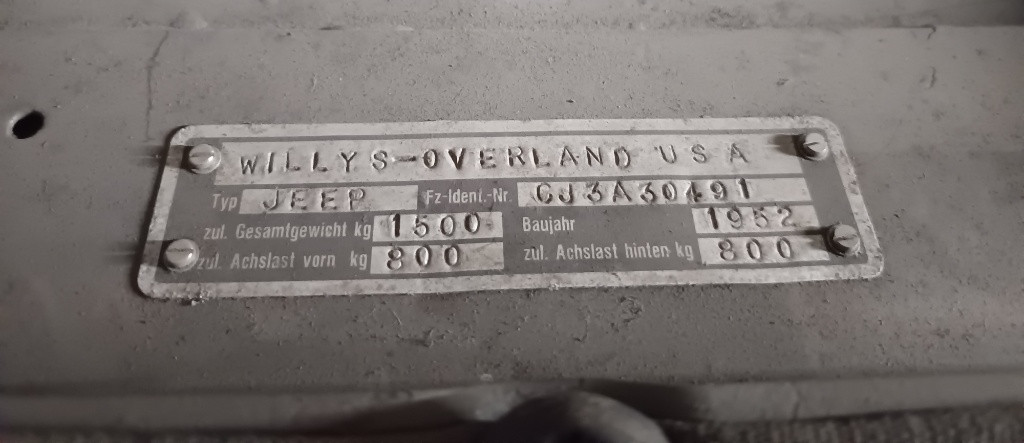 WILLYS-OVERLAND USA
Typ JEEP Fz-Ident.-Nr. CJ3A30491
zul. Gesamtgewicht kg 1500 Baujahr 1952
zul. Achslast vorn kg 800 zul. Achslast hinten kg 800